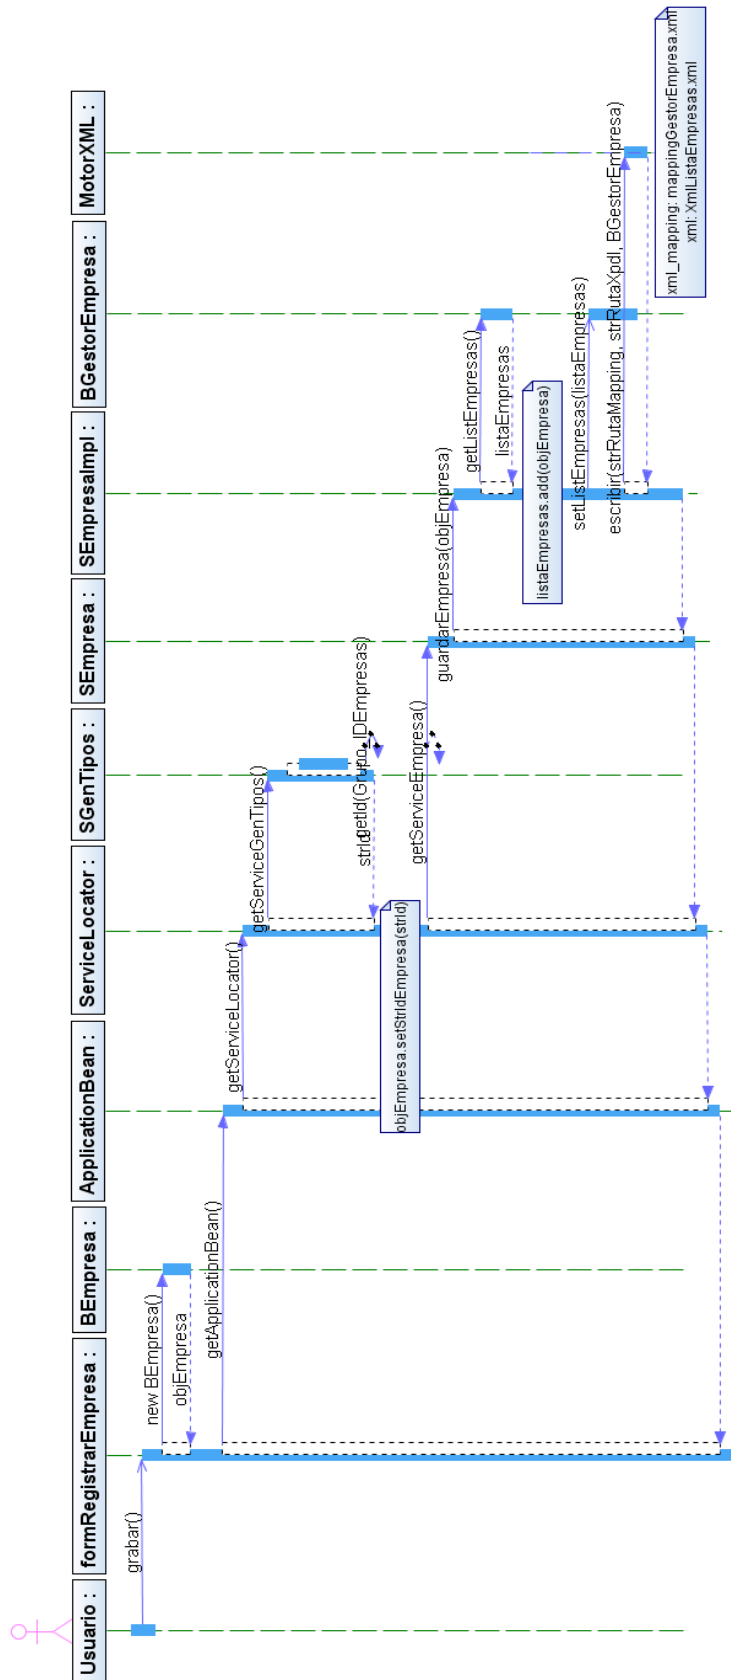 Usuario :
formRegistrarEmpresa :
BEmpresa :
ApplicationBean :
ServiceLocator :
SGenTipos :
SEmpresa :
SEmpresaImpl :
BGestorEmpresa :
MotorXML :
grabar()
new BEmpresa()
objEmpresa
getApplicationBean()
getServiceLocator()
getServiceGenTipos()
getId(Grupo_IDEmpresas)
strId
objEmpresa.setStrIdEmpresa(strId)
getServiceEmpresa()
guardarEmpresa(objEmpresa)
getListEmpresas()
listaEmpresas
listaEmpresas.add(objEmpresa)
setListEmpresas(listaEmpresas)
escribir(strRutaMapping, strRutaXpdl, BGestorEmpresa)
xml_mapping: mappingGestorEmpresa.xml
xml: XmlListaEmpresas.xml